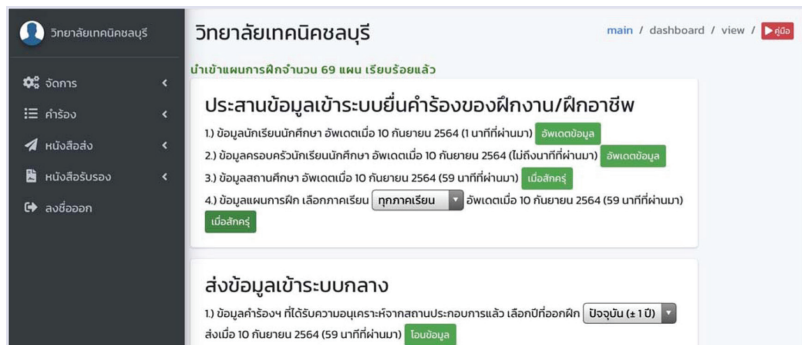 วิทยาลัยเทคนิคชลบุรี
จัดการ
คำร้อง
หนังสือส่ง
หนังสือรับรอง
ลงชื่อออก
วิทยาลัยเทคนิคชลบุรี
main / dashboard / view / คู่มือ
นำเข้าแผนการฝึกจำนวน 69 แผน เรียบร้อยแล้ว
ประสานข้อมูลเข้าระบบยื่นคำร้องของฝึกงาน/ฝึกอาชีพ
1.) ข้อมูลนักเรียนนักศึกษา อัพเดตเมื่อ 10 กันยายน 2564 (1 นาทีที่ผ่านมา) อัพเดตข้อมูล
2.) ข้อมูลครอบครัวนักเรียนนักศึกษา อัพเดตเมื่อ 10 กันยายน 2564 (ไม่ถึงนาทีที่ผ่านมา) อัพเดตข้อมูล
3.) ข้อมูลสถานศึกษา อัพเดตเมื่อ 10 กันยายน 2564 (59 นาทีที่ผ่านมา) เมื่อสักครู่
4.) ข้อมูลแผนการฝึก เลือกภาคเรียน ทุกภาคเรียน อัพเดตเมื่อ 10 กันยายน 2564 (59 นาทีที่ผ่านมา)
เมื่อสักครู่
ส่งข้อมูลเข้าระบบกลาง
1.) ข้อมูลคำร้องฯ ที่ได้รับความอนุเคราะห์จากสถานประกอบการแล้ว เลือกปีที่ออกฝึก ปัจจุบัน (± 1 ปี)
ส่งเมื่อ 10 กันยายน 2564 (59 นาทีที่ผ่านมา) โอนข้อมูล